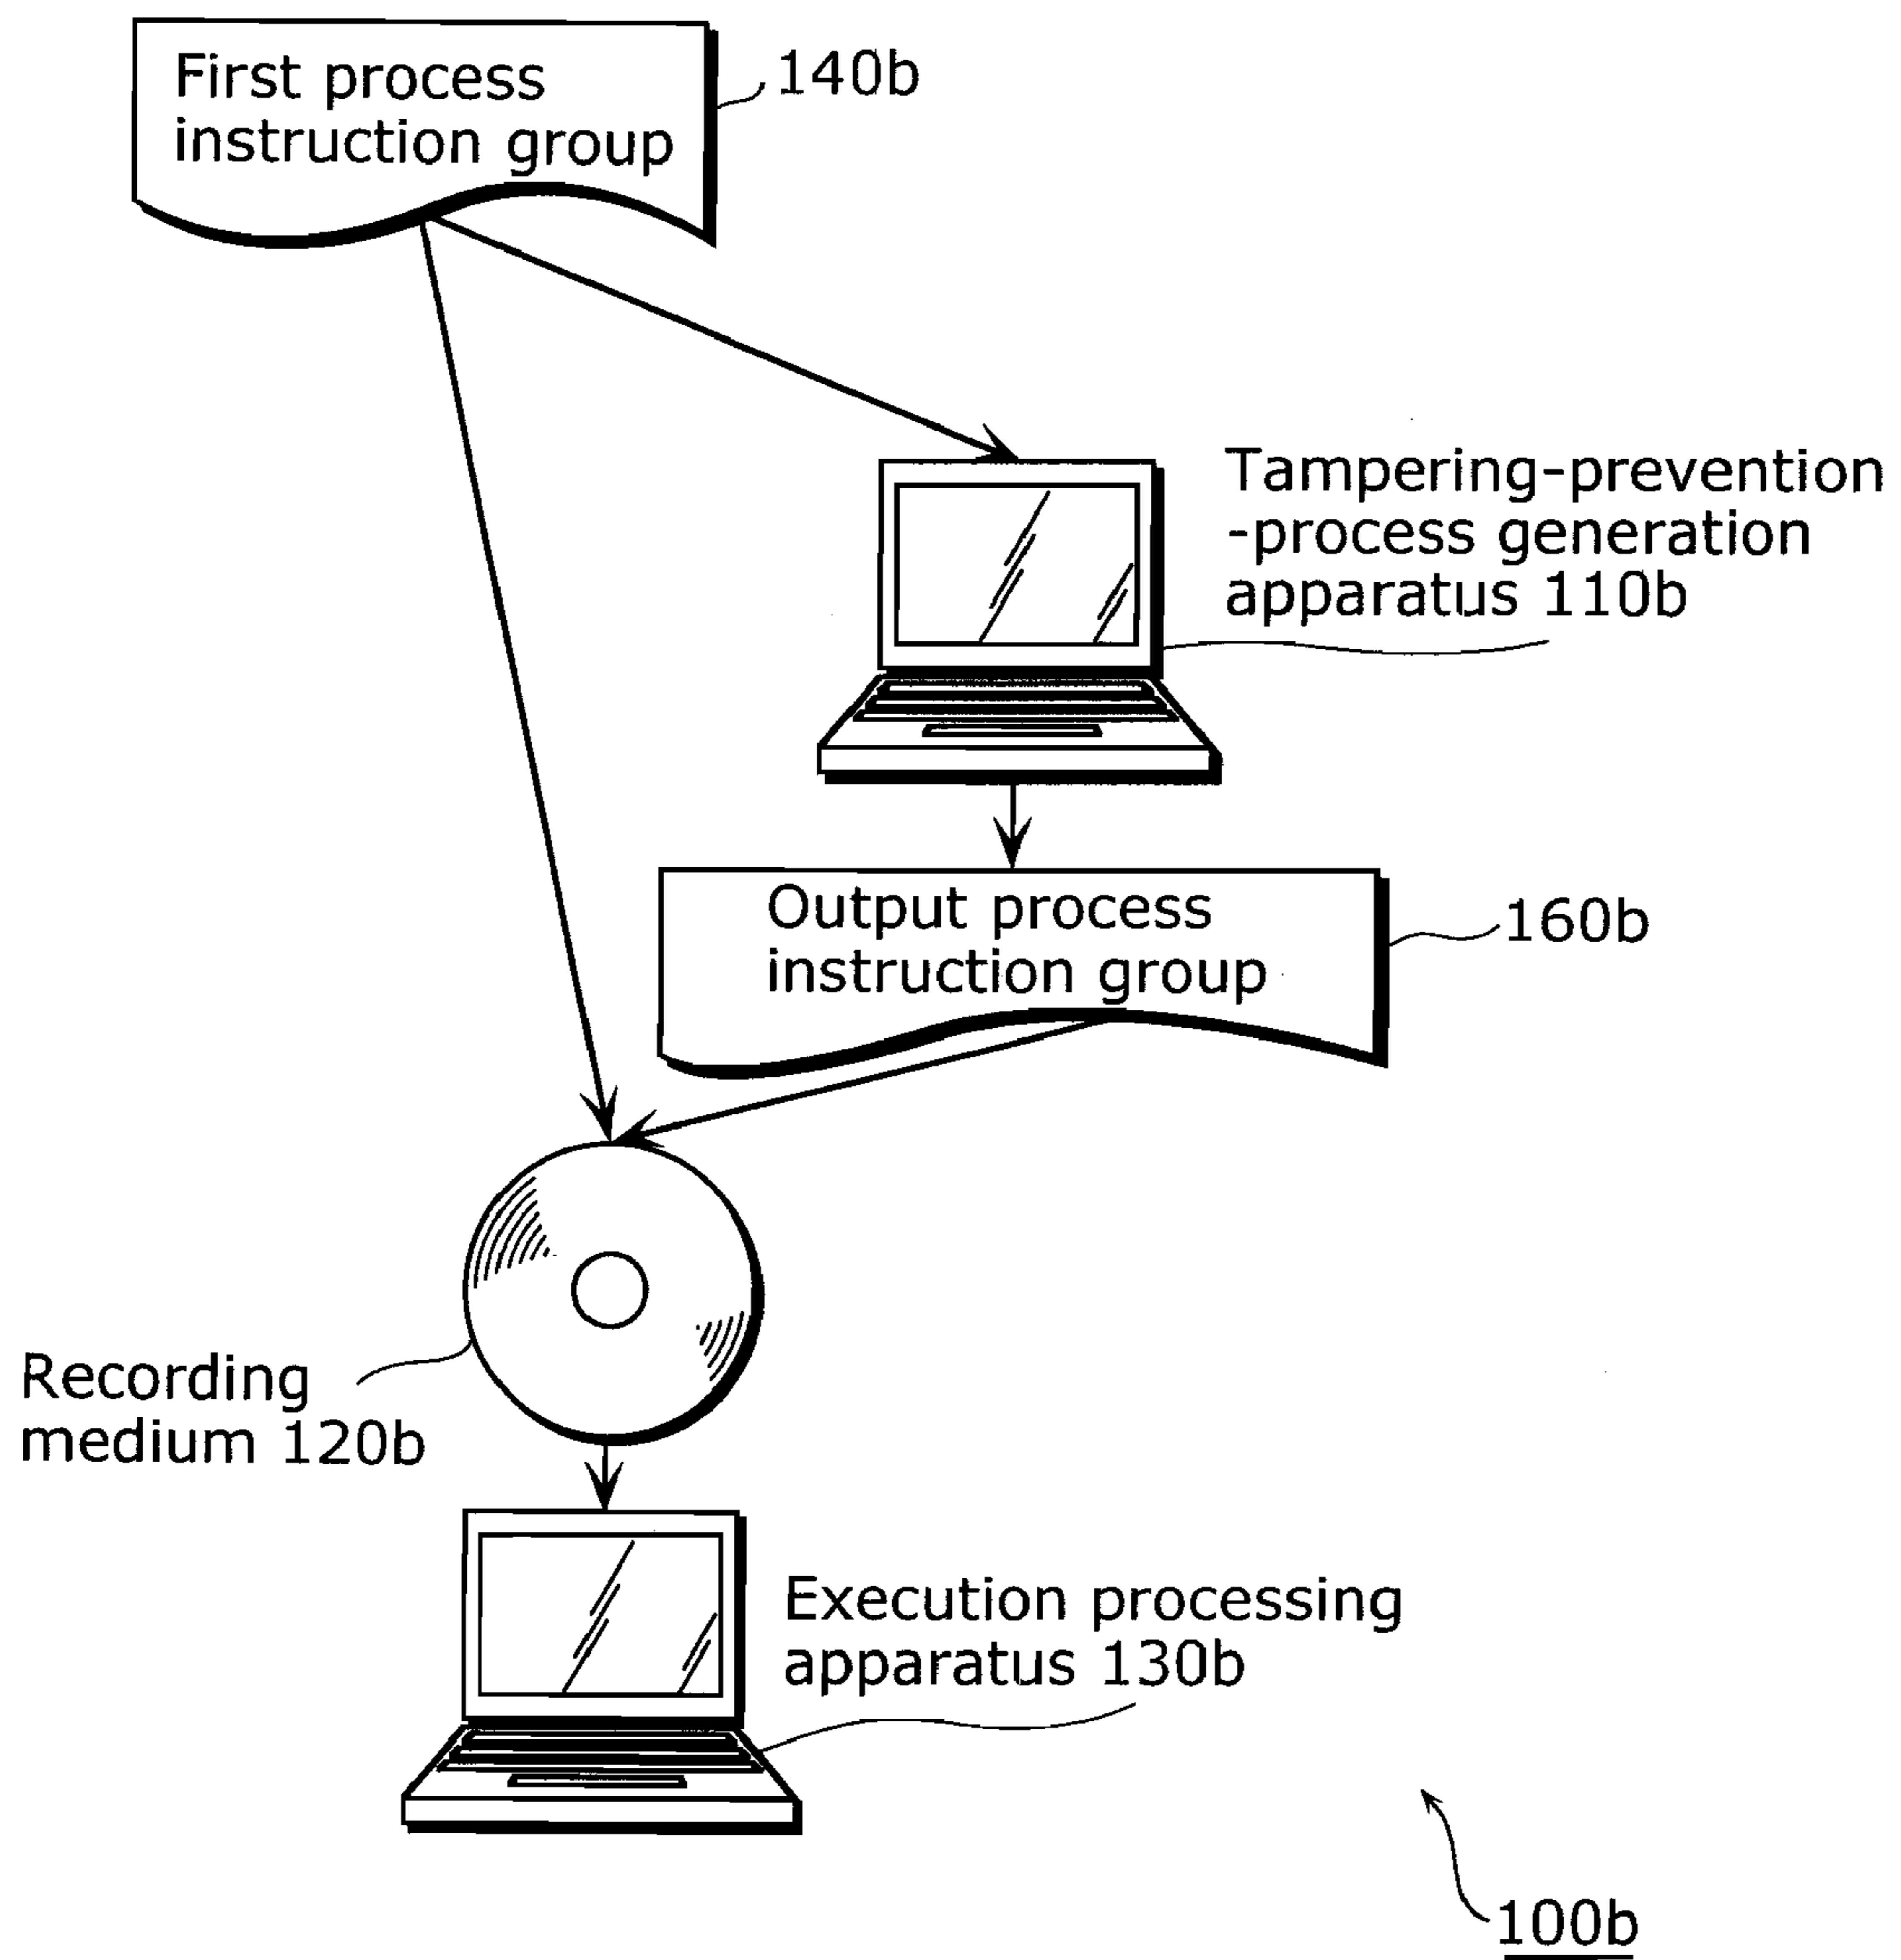 First process
instruction group
140b
Tampering-prevention
-process generation
apparatus 110b
Output process
instruction group
160b
Recording
medium 120b
Execution processing
apparatus 130b
100b